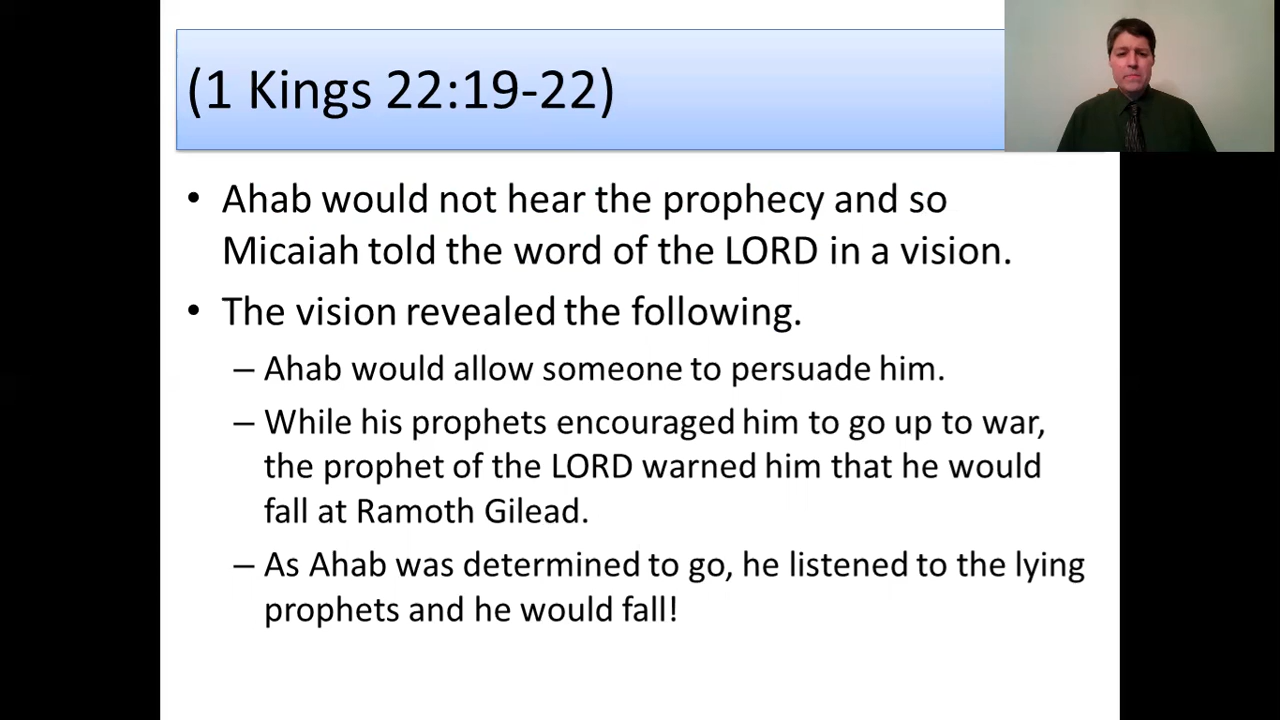 (1 Kings 22:19-22)
• Ahab would not hear the prophecy and so
Micaiah told the word of the LORD in a vision.
• The vision revealed the following.
– Ahab would allow someone to persuade him.
– While his prophets encouraged him to go up to war,
the prophet of the LORD warned him that he would
fall at Ramoth Gilead.
– As Ahab was determined to go, he listened to the lying
prophets and he would fall!